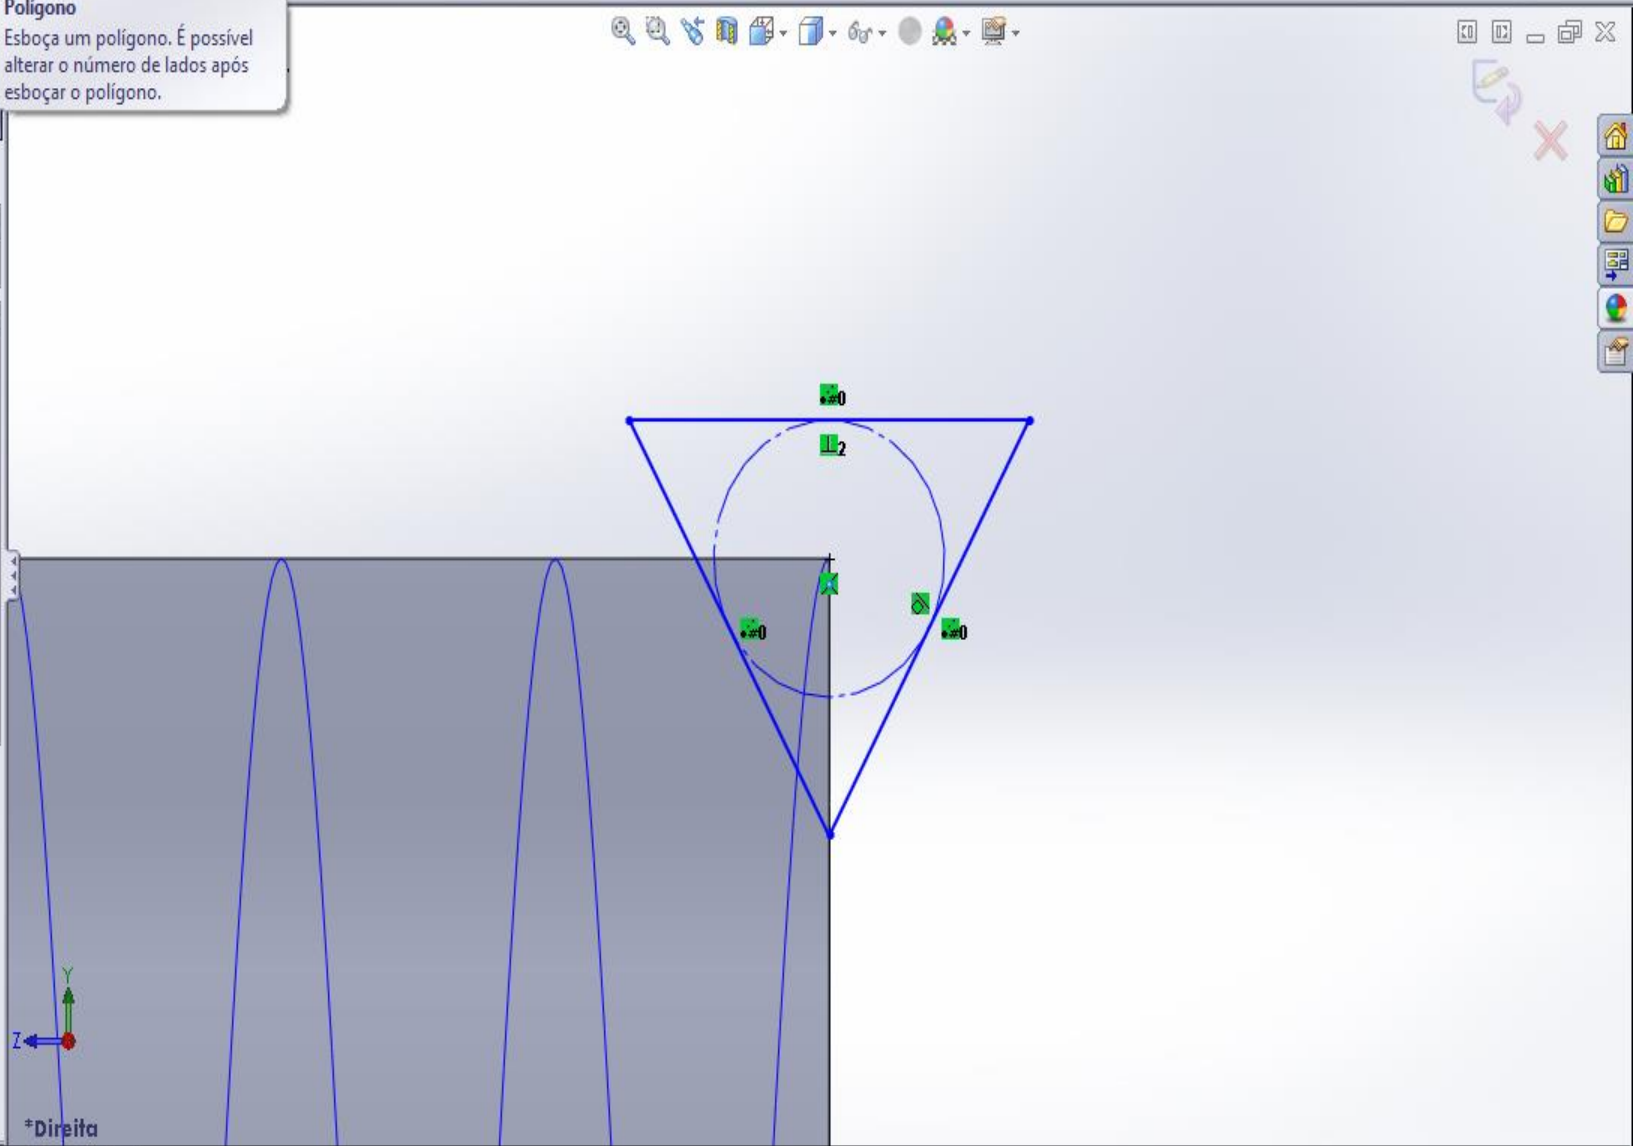 Polígono
Esboça um polígono. É possível
alterar o número de lados após
esboçar o polígono.
#0
2
#0
#0
Y
Z
*Direita